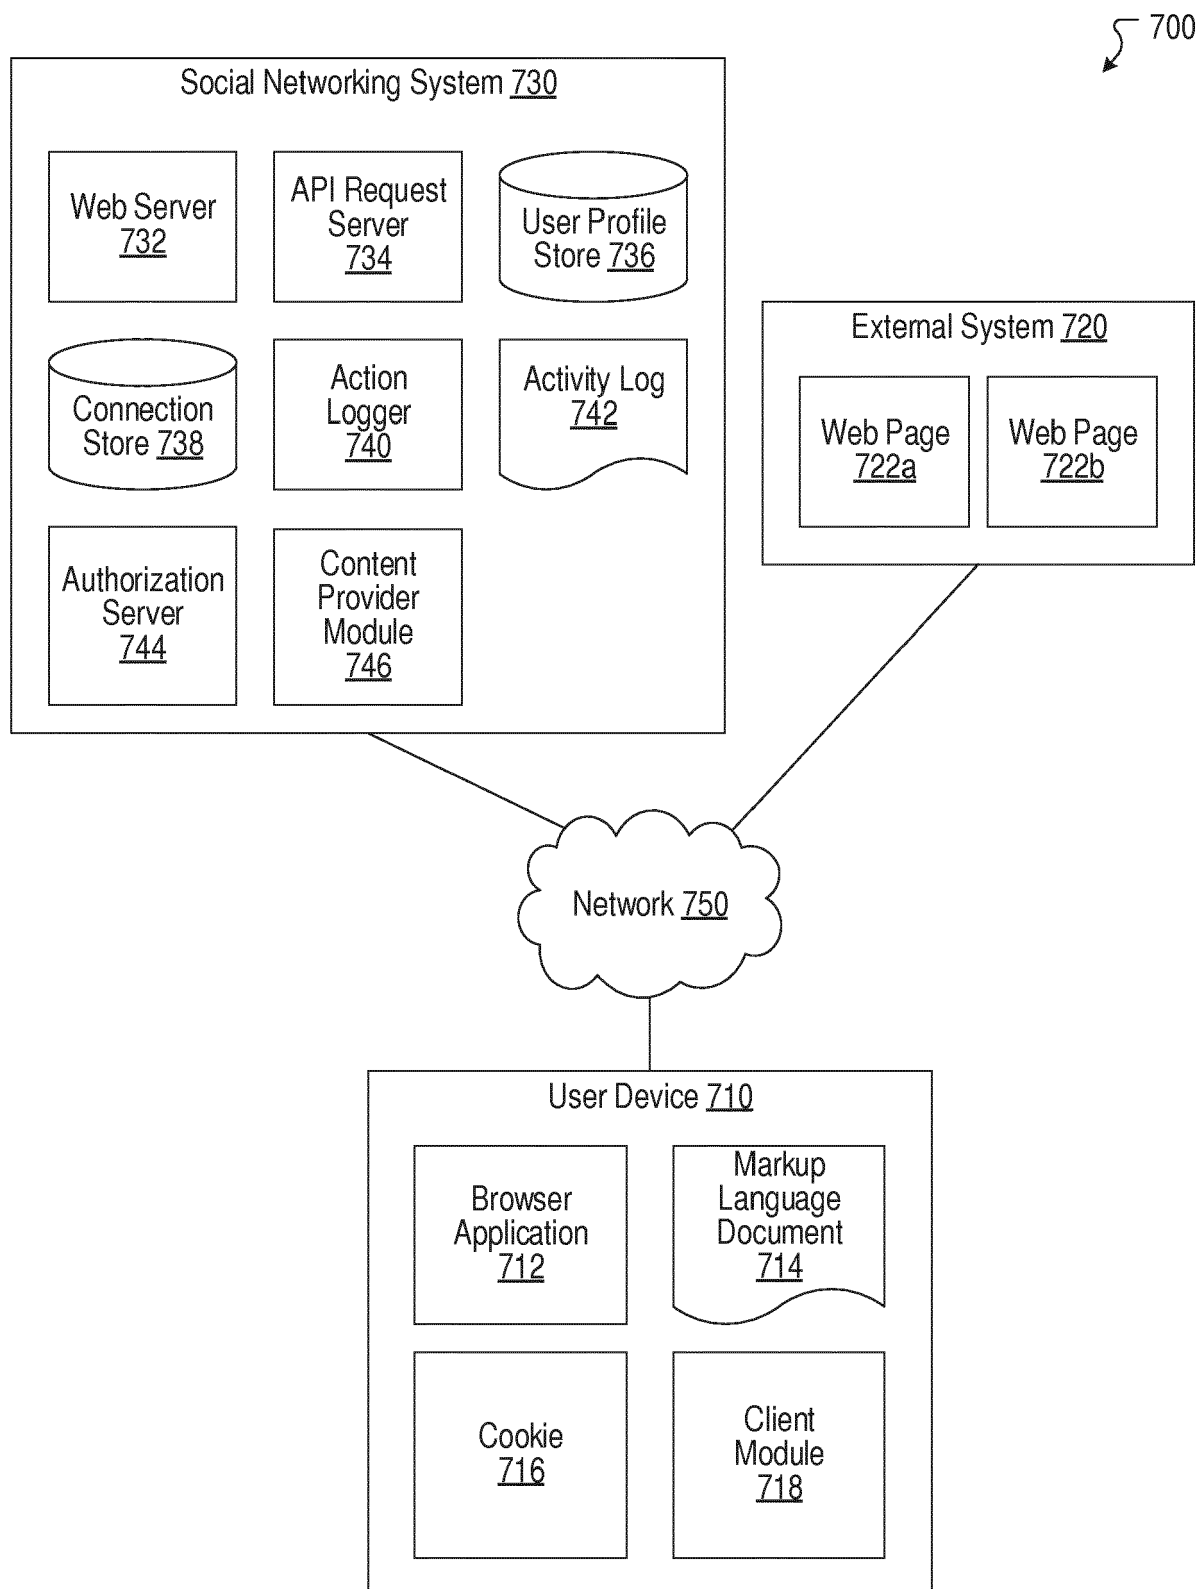 700
Social Networking System 730
Web Server
732
API Request
Server
734
User Profile
Store 736
Connection
Store 738
Action
Logger
740
Activity Log
742
Authorization
Server
744
Content
Provider
Module
746
External System 720
Web Page
722a
Web Page
722b
Network 750
User Device 710
Browser
Application
712
Markup
Language
Document
714
Cookie
716
Client
Module
718